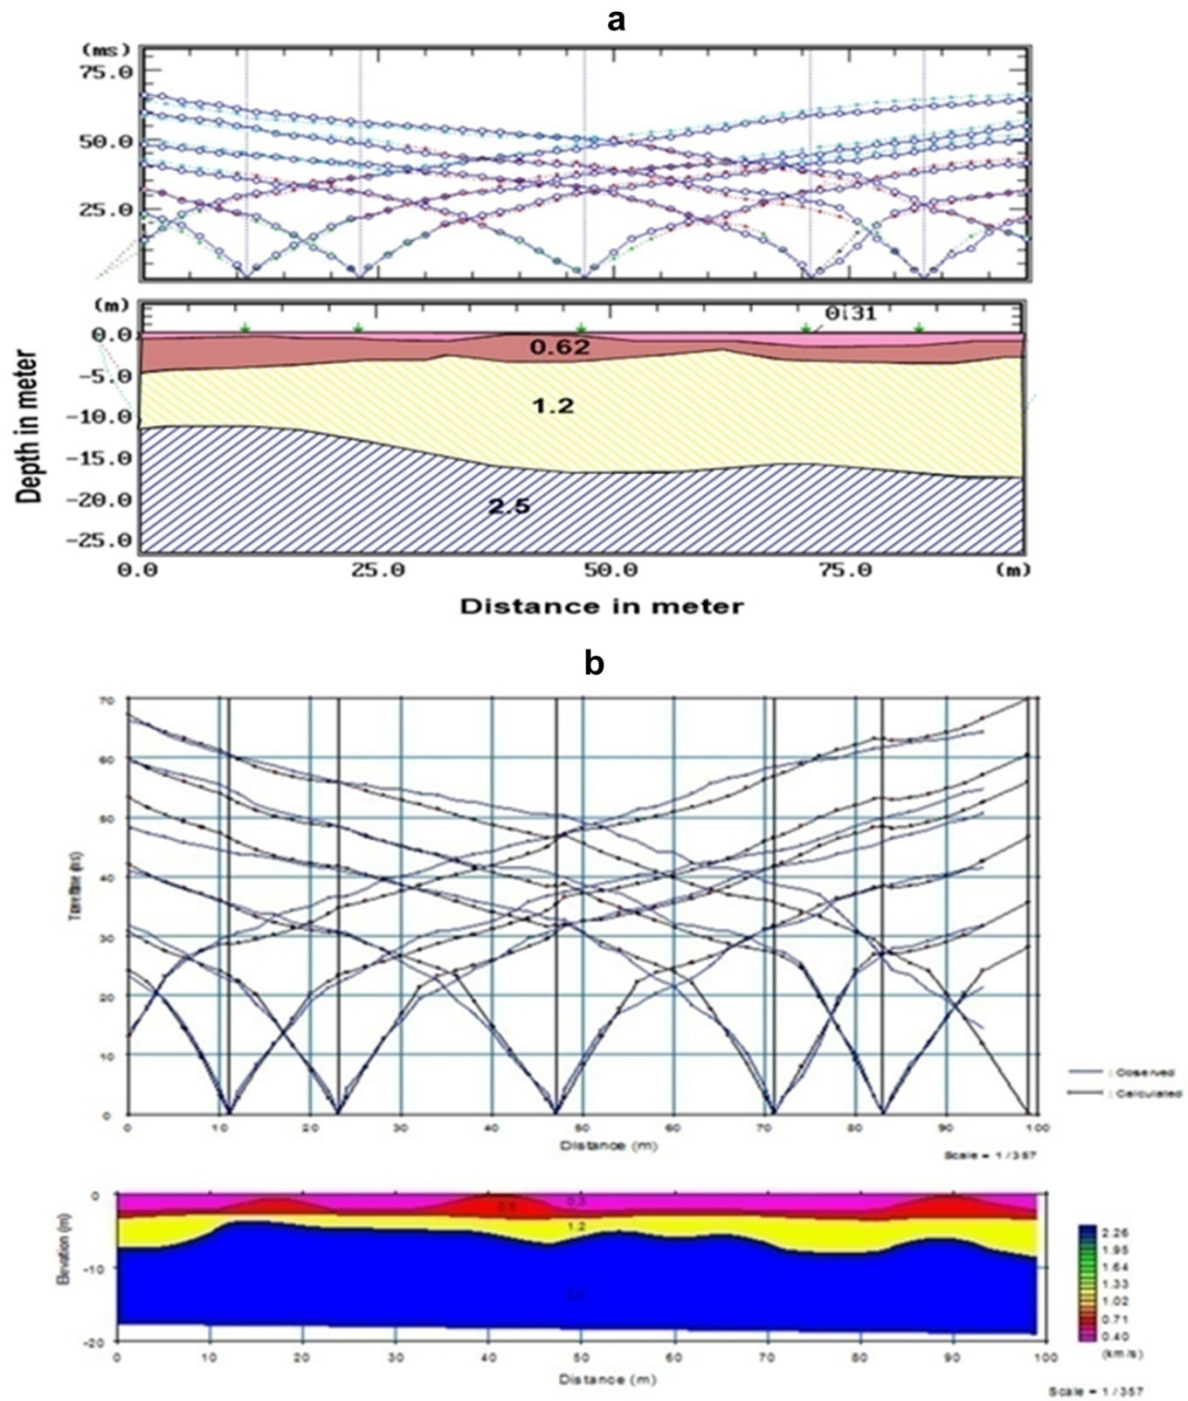 a
(ms)
75.0
50.0
25.0
(m)
0.31
0.0
0.62
-5.0
1.2
-10.0
-15.0
-20.0
2.5
-25.0
Depth in meter
0.0 25.0 50.0 75.0 (m)
Distance in meter
b
70
60
50
40
30
20
10
0
0 10 20 30 40 50 60 70 80 90 100
Distance (m)
: Observed
: Calculated
Scale = 1/357
Elevation (m)
0
-10
-20
0.3
1.2
2.26
1.95
1.64
1.33
1.02
0.71
0.40
(km/s)
0 10 20 30 40 50 60 70 80 90 100
Distance (m)
Scale = 1/357